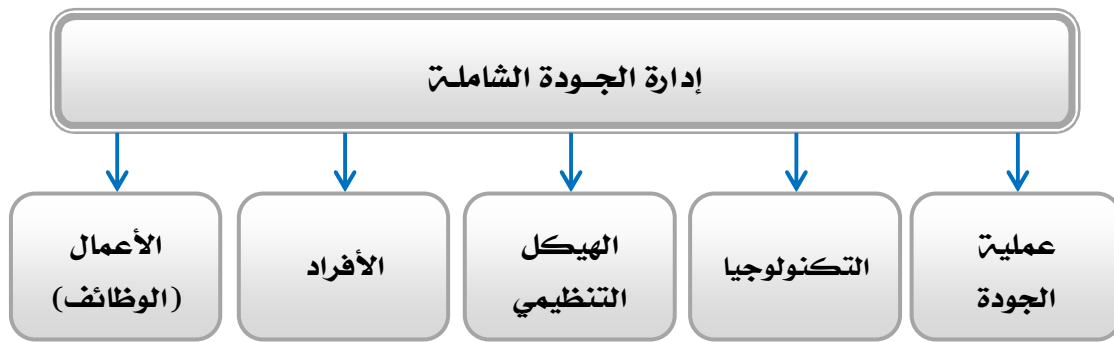 إدارة الجـودة الشاملـة
عملية
الجودة
التكنولوجيا
الهيكل
التنظيمي
الأفراد
الأعمال
(الوظائف)